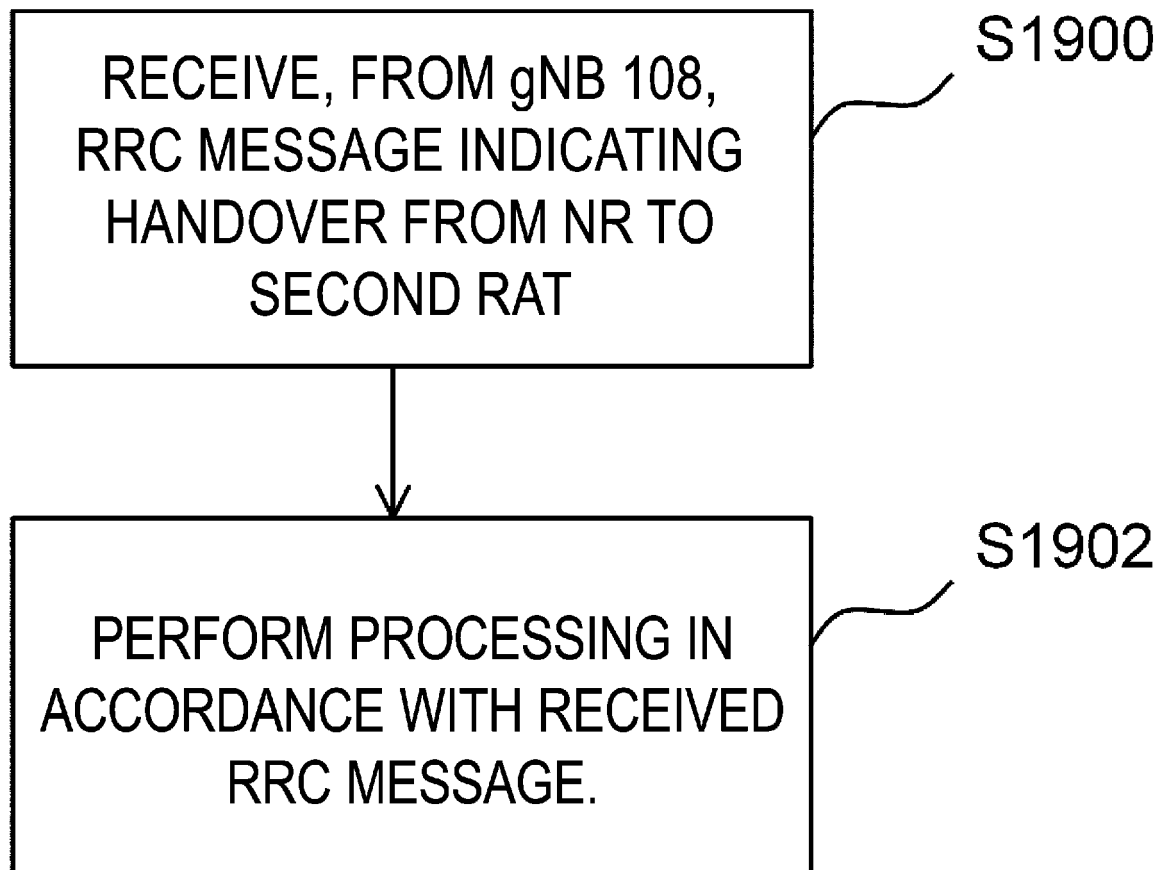 RECEIVE, FROM gNB 108,
RRC MESSAGE INDICATING
HANDOVER FROM NR TO
SECOND RAT
S1900
PERFORM PROCESSING IN
ACCORDANCE WITH RECEIVED
RRC MESSAGE.
S1902